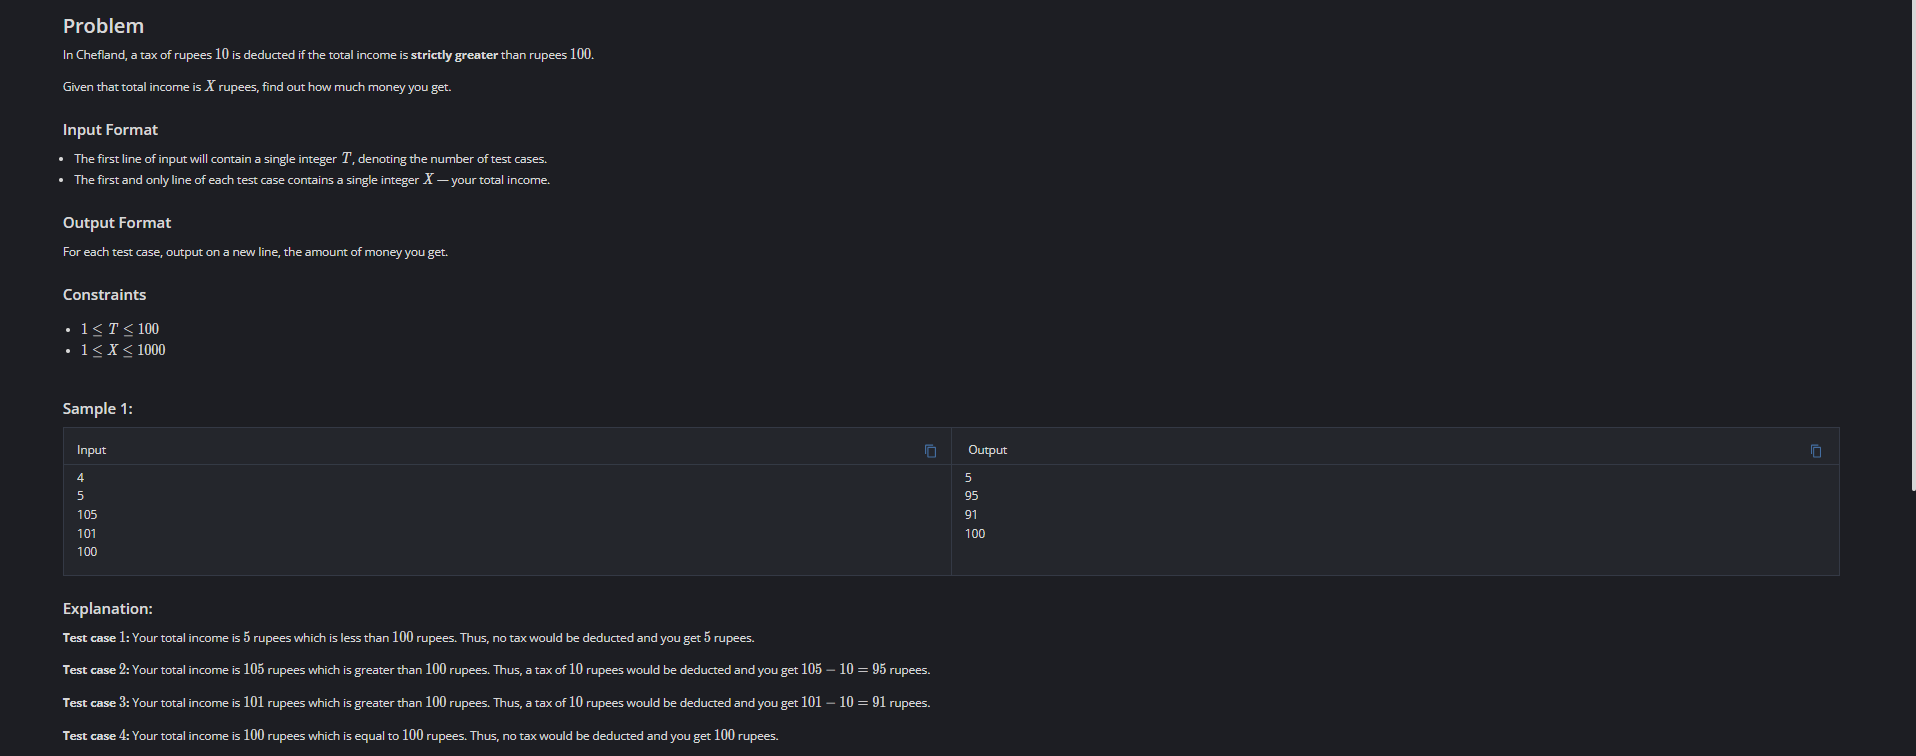 Problem
In Chefland, a tax of rupees 10 is deducted if the total income is strictly greater than rupees 100.
Given that total income is X rupees, find out how much money you get.
Input Format
• The first line of input will contain a single integer T, denoting the number of test cases.
• The first and only line of each test case contains a single integer X — your total income.
Output Format
For each test case, output on a new line, the amount of money you get.
Constraints
• 1 ≤ T ≤ 100
• 1 ≤ X ≤ 1000
Sample 1:
Input
4
5
105
101
100
Output
5
95
91
100
Explanation:
Test case 1: Your total income is 5 rupees which is less than 100 rupees. Thus, no tax would be deducted and you get 5 rupees.
Test case 2: Your total income is 105 rupees which is greater than 100 rupees. Thus, a tax of 10 rupees would be deducted and you get 105 − 10 = 95 rupees.
Test case 3: Your total income is 101 rupees which is greater than 100 rupees. Thus, a tax of 10 rupees would be deducted and you get 101 − 10 = 91 rupees.
Test case 4: Your total income is 100 rupees which is equal to 100 rupees. Thus, no tax would be deducted and you get 100 rupees.